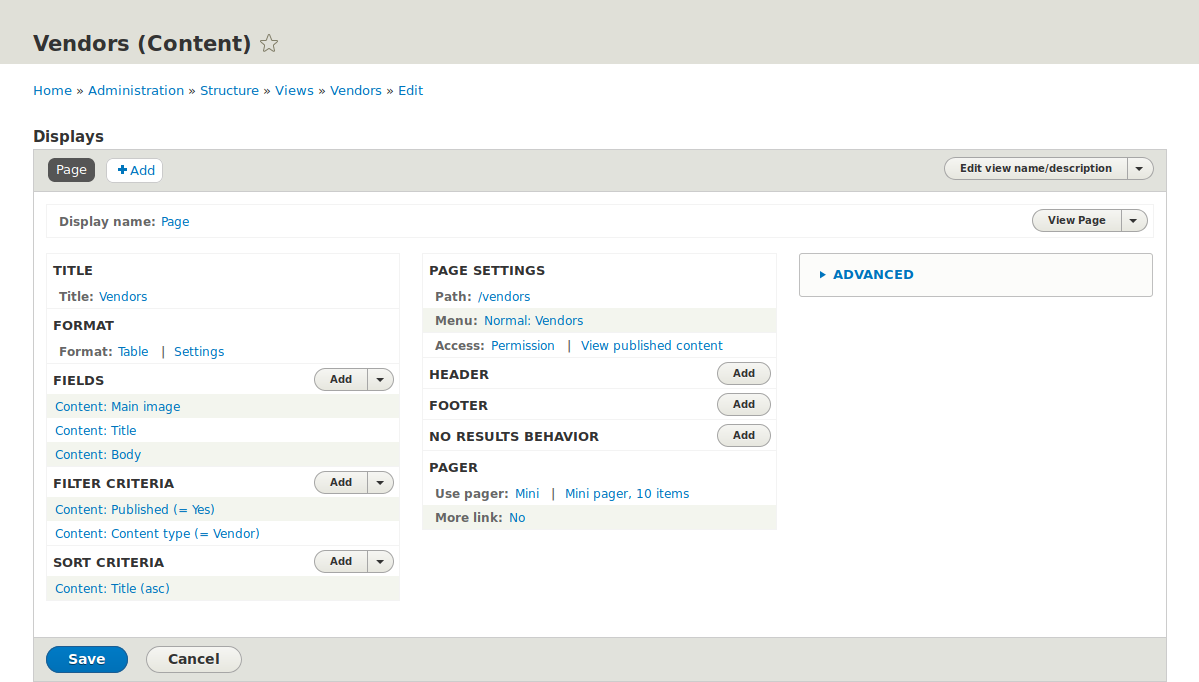 Vendors (Content)
Home » Administration » Structure » Views » Vendors » Edit
Displays
Page
Add
Edit view name/description
Display name: Page
View Page
TITLE
Title: Vendors
FORMAT
Format: Table | Settings
FIELDS
Add
Content: Main image
Content: Title
Content: Body
FILTER CRITERIA
Add
Content: Published (= Yes)
Content: Content type (= Vendor)
SORT CRITERIA
Add
Content: Title (asc)
PAGE SETTINGS
Path: /vendors
Menu: Normal: Vendors
Access: Permission | View published content
HEADER
Add
FOOTER
Add
NO RESULTS BEHAVIOR
Add
PAGER
Use pager: Mini | Mini pager, 10 items
More link: No
ADVANCED
Save
Cancel